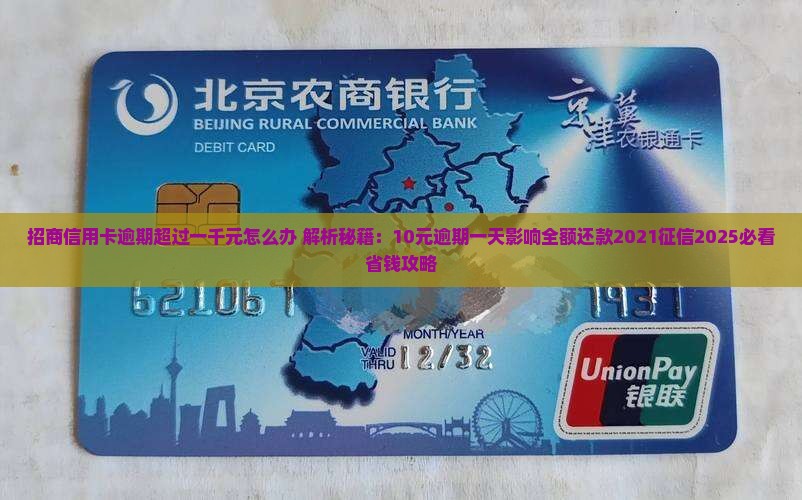 北京农商银行
BEIJING RURAL COMMERCIAL BANK
DEBIT CARD
京津冀
农银通卡
招商信用卡逾期超过一千元怎么办 解析秘籍：10元逾期一天影响全额还款2021征信2025必看
省钱攻略
621067
1937
MONTH/YEAR
VALID
THRU 12/32
UnionPay
银联